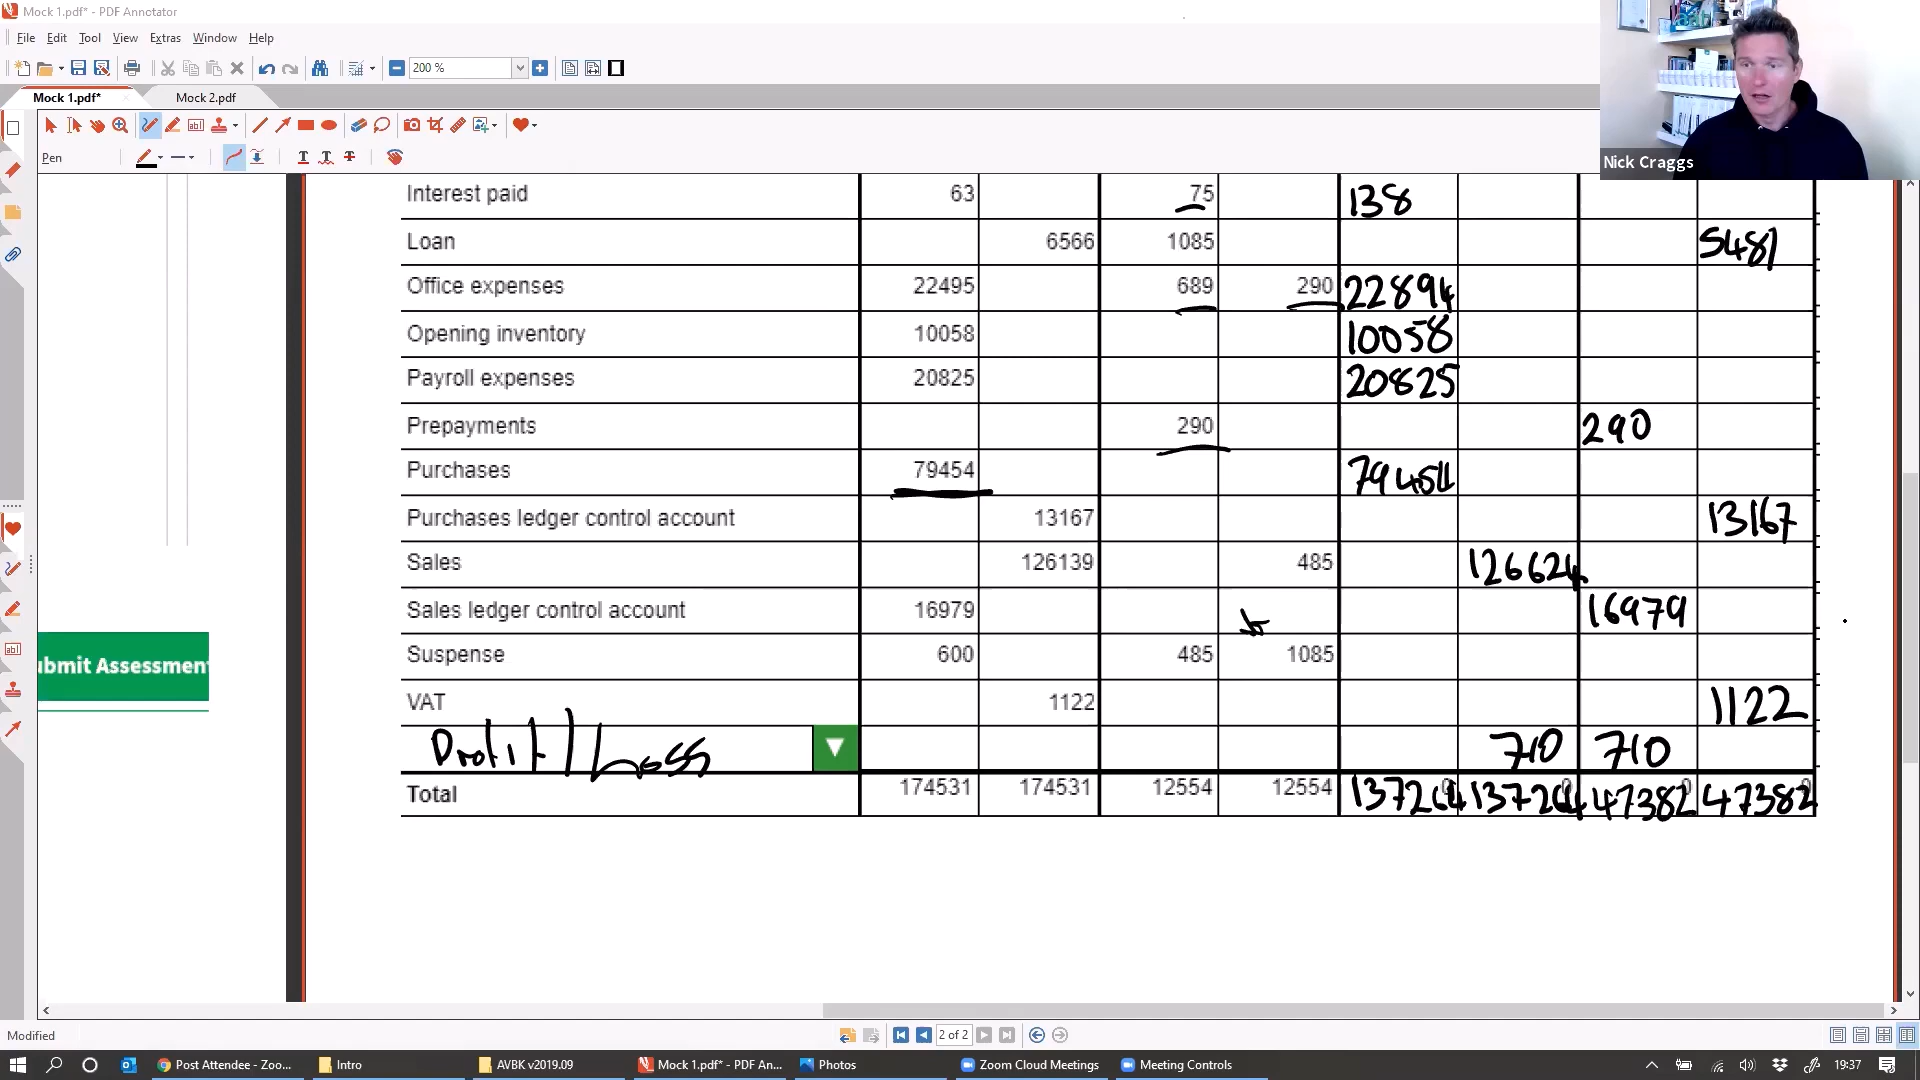 Mock 1.pdf* - PDF Annotator
File Edit Tool View Extras Window Help
200 %
Mock 1.pdf* Mock 2.pdf
Pen
Nick Craggs
Interest paid 63 75 138
Loan 6566 1085 5481
Office expenses 22495 689 290 22894
Opening inventory 10058 10058
Payroll expenses 20825 20825
Prepayments 290 290
Purchases 79454 79454
Purchases ledger control account 13167 13167
Sales 126139 485 126624
Sales ledger control account 16979 16979
Suspense 600 485 1085
ubmit Assessment
VAT 1122 1122
Profit / Loss 710 710
Total 174531 174531 12554 12554 137264 137264 47382 47382
Modified
2 of 2
Post Attendee - Zoo... Intro AVBK v2019.09 Mock 1.pdf* - PDF An... Photos Zoom Cloud Meetings Meeting Controls 19:37